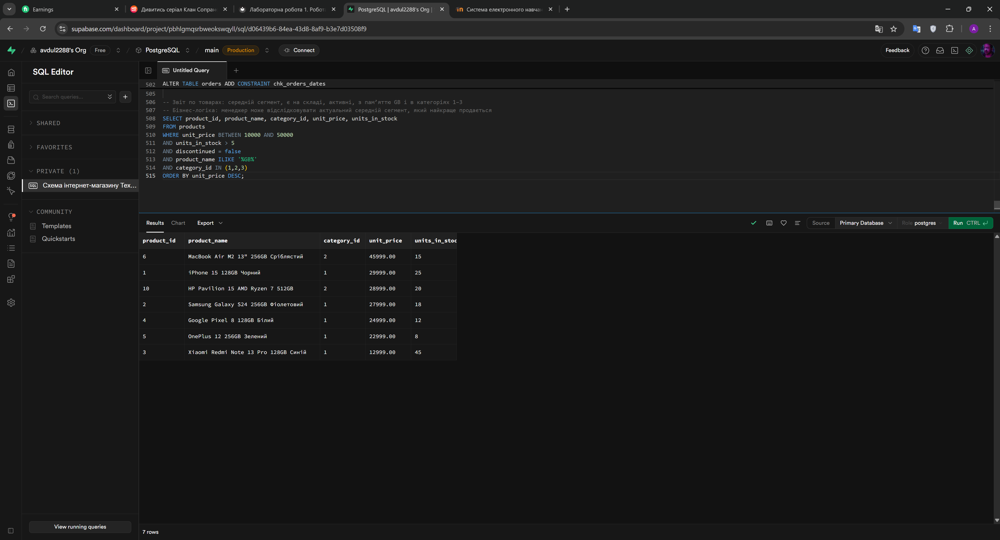 Earnings
Дивитись серіал Клан Сопран
Лабораторна робота 1. Робот
PostgreSQL | avdul2288's Org |
Система електронного навчан
supabase.com/dashboard/project/pbhlgmqsrbweokswqyll/sql/d06439b6-84ea-43d8-8af9-b3e7d03508f9
A
avdul2288's Org Free / PostgreSQL / main Production Connect
Feedback
SQL Editor
Search queries...
SHARED
FAVORITES
PRIVATE (1)
SQL Схема інтернет-магазину Tex...
COMMUNITY
Templates
Quickstarts
View running queries
SQL Untitled Query
502 ALTER TABLE orders ADD CONSTRAINT chk_orders_dates
505
506 -- Звіт по товарах: середній сегмент, є на складі, активні, з пам’яттю GB і в категоріях 1–3
507 -- Бізнес-логіка: менеджер може відслідковувати актуальний середній сегмент, який найкраще продається
508 SELECT product_id, product_name, category_id, unit_price, units_in_stock
509 FROM products
510 WHERE unit_price BETWEEN 10000 AND 50000
511 AND units_in_stock > 5
512 AND discontinued = false
513 AND product_name ILIKE '%GB%'
514 AND category_id IN (1,2,3)
515 ORDER BY unit_price DESC;
Results Chart Export
Source Primary Database Role postgres Run CTRL
product_id product_name category_id unit_price units_in_stoc
6 MacBook Air M2 13" 256GB Сріблястий 2 45999.00 15
1 iPhone 15 128GB Чорний 1 29999.00 25
10 HP Pavilion 15 AMD Ryzen 7 512GB 2 28999.00 20
2 Samsung Galaxy S24 256GB Фіолетовий 1 27999.00 18
4 Google Pixel 8 128GB Білий 1 24999.00 12
5 OnePlus 12 256GB Зелений 1 22999.00 8
3 Xiaomi Redmi Note 13 Pro 128GB Синій 1 12999.00 45
7 rows